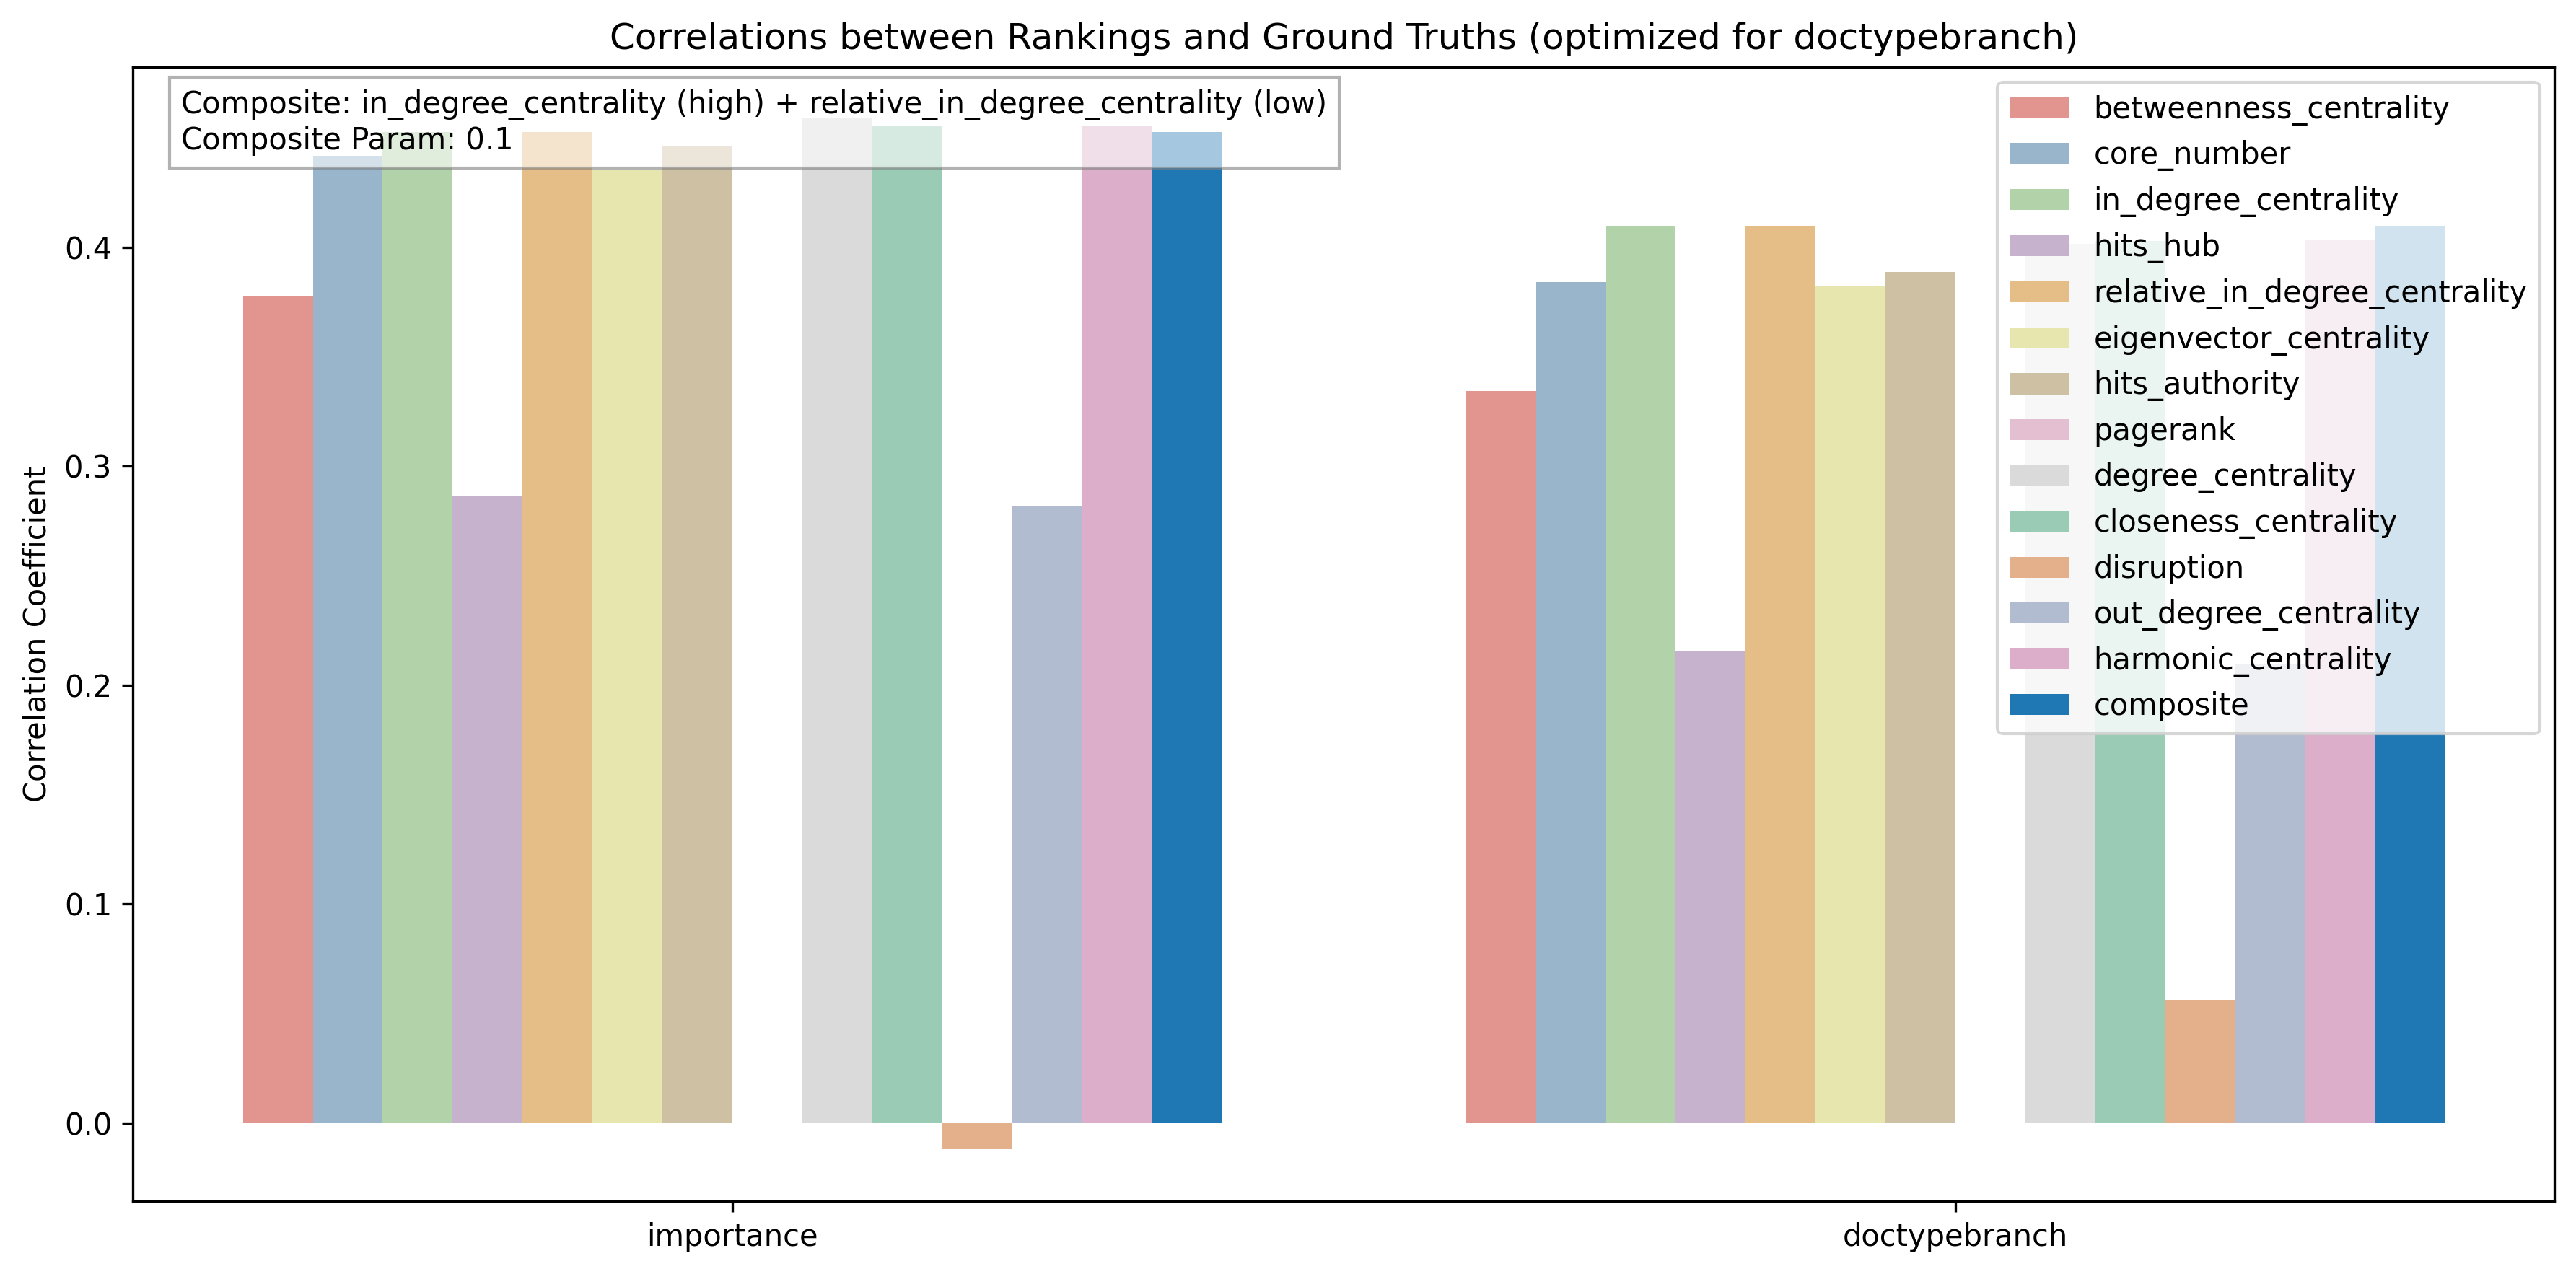 Correlations between Rankings and Ground Truths (optimized for doctypebranch)
Composite: in_degree_centrality (high) + relative_in_degree_centrality (low)
Composite Param: 0.1
betweenness_centrality
core_number
in_degree_centrality
hits_hub
relative_in_degree_centrality
eigenvector_centrality
hits_authority
pagerank
degree_centrality
closeness_centrality
disruption
out_degree_centrality
harmonic_centrality
composite
Correlation Coefficient
0.4
0.3
0.2
0.1
0.0
importance
doctypebranch